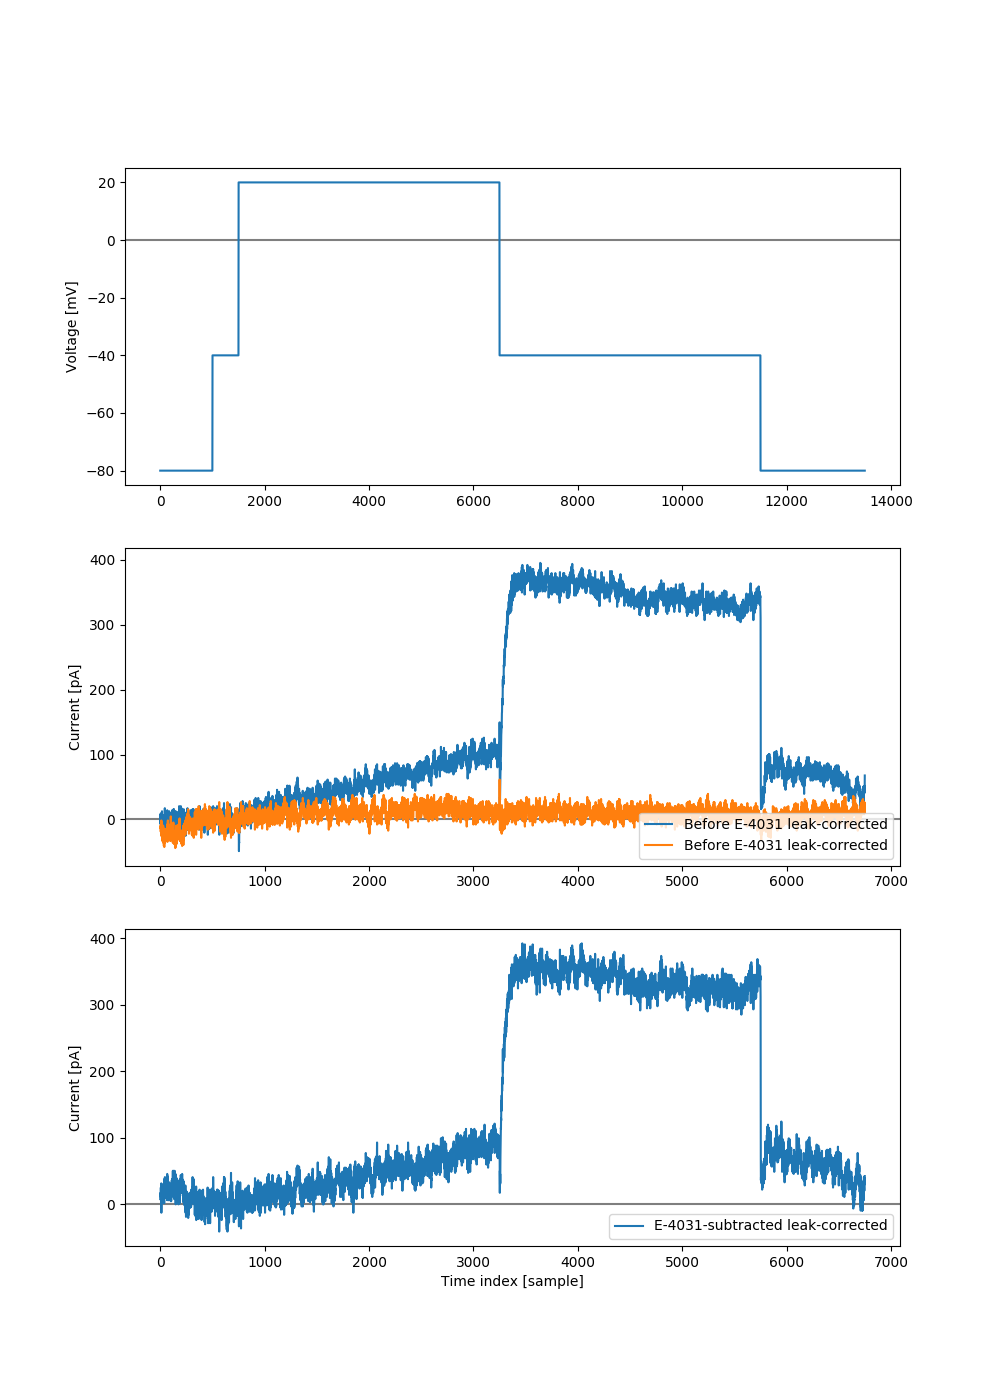 Voltage [mV]
20
0
−20
−40
−60
−80
0 2000 4000 6000 8000 10000 12000 14000
Current [pA]
400
300
200
100
0
Before E-4031 leak-corrected
Before E-4031 leak-corrected
0 1000 2000 3000 4000 5000 6000 7000
Current [pA]
400
300
200
100
0
E-4031-subtracted leak-corrected
0 1000 2000 3000 4000 5000 6000 7000
Time index [sample]